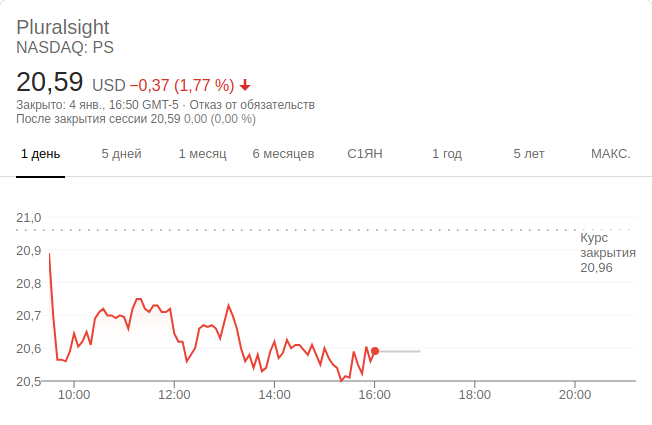 Pluralsight
NASDAQ: PS
20,59 USD −0,37 (1,77 %)
Закрыто: 4 янв., 16:50 GMT-5 · Отказ от обязательств
После закрытия сессии 20,59 0,00 (0,00 %)
1 день 5 дней 1 месяц 6 месяцев С1ЯН 1 год 5 лет МАКС.
21,0
Курс
закрытия
20,96
20,9
20,8
20,7
20,6
20,5
10:00 12:00 14:00 16:00 18:00 20:00